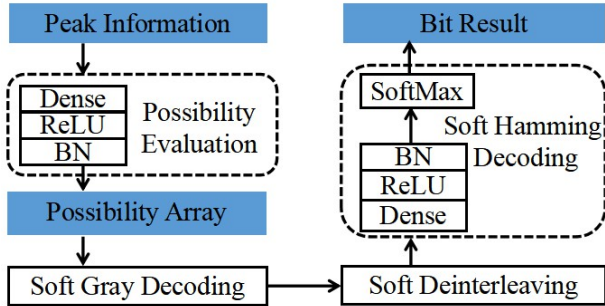 Peak Information
Dense
ReLU
BN
Possibility
Evaluation
Possibility Array
Soft Gray Decoding
Soft Deinterleaving
Dense
ReLU
BN
Soft Hamming
Decoding
SoftMax
Bit Result